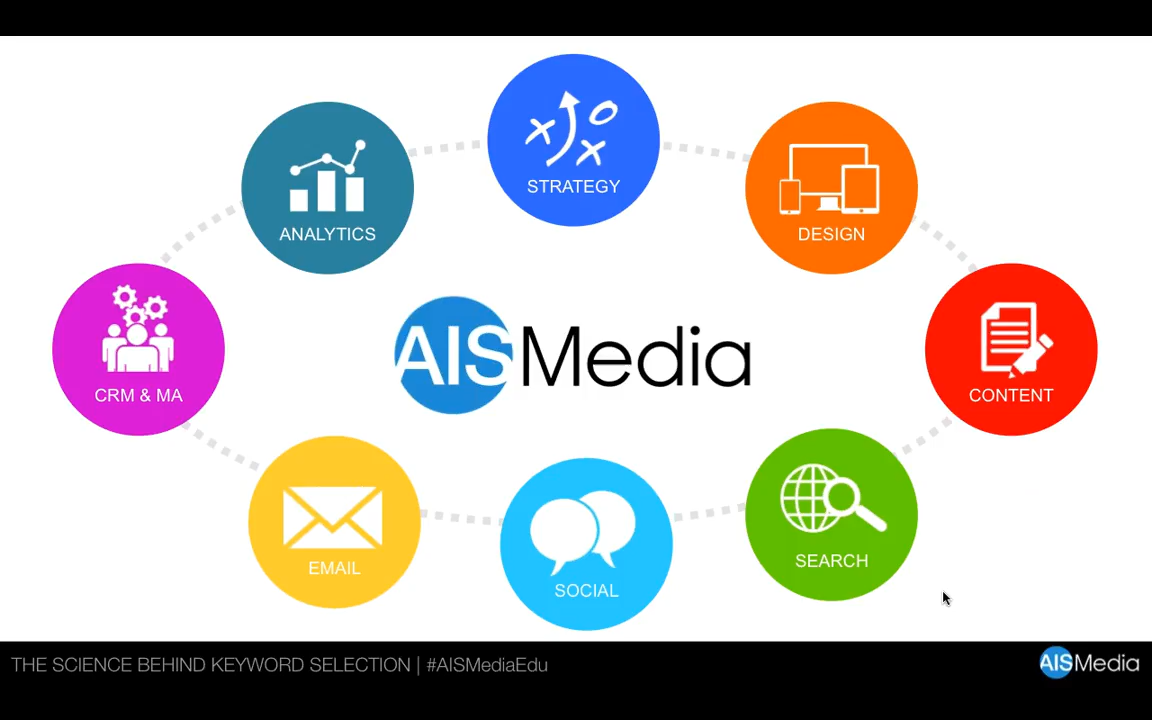 STRATEGY
ANALYTICS
DESIGN
CRM & MA
AISMedia
CONTENT
EMAIL
SOCIAL
SEARCH
THE SCIENCE BEHIND KEYWORD SELECTION | #AISMediaEdu
AISMedia